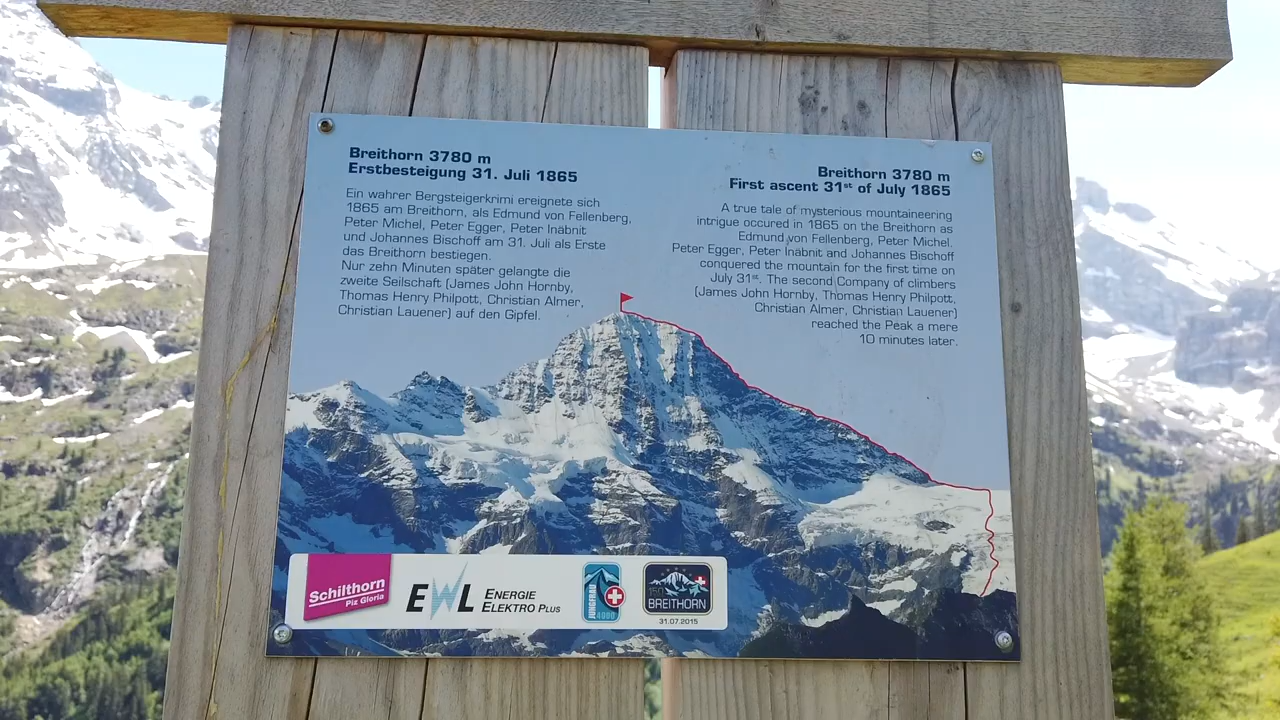 Breithorn 3780 m
Erstbesteigung 31. Juli 1865
Ein wahrer Bergsteigerkrimi ereignete sich
1865 am Breithorn, als Edmund von Fellenberg,
Peter Michel, Peter Egger, Peter Inäbnit
und Johannes Bischoff am 31. Juli als Erste
das Breithorn bestiegen.
Nur zehn Minuten später gelangte die
zweite Seilschaft (James John Hornby,
Thomas Henry Philpott, Christian Almer,
Christian Lauener) auf den Gipfel.
Breithorn 3780 m
First ascent 31st of July 1865
A true tale of mysterious mountaineering
intrigue occured in 1865 on the Breithorn as
Edmund von Fellenberg, Peter Michel.
Peter Egger, Peter Inäbnit and Johannes Bischoff
conquered the mountain for the first time on
July 31st. The second Company of climbers
(James John Hornby, Thomas Henry Philpott,
Christian Almer, Christian Lauener)
reached the Peak a mere
10 minutes later.
Schilthorn
Piz Gloria
EWL ENERGIE
ELEKTRO PLUS
JUNGFRAU
4000
150
BREITHORN
31.07.2015